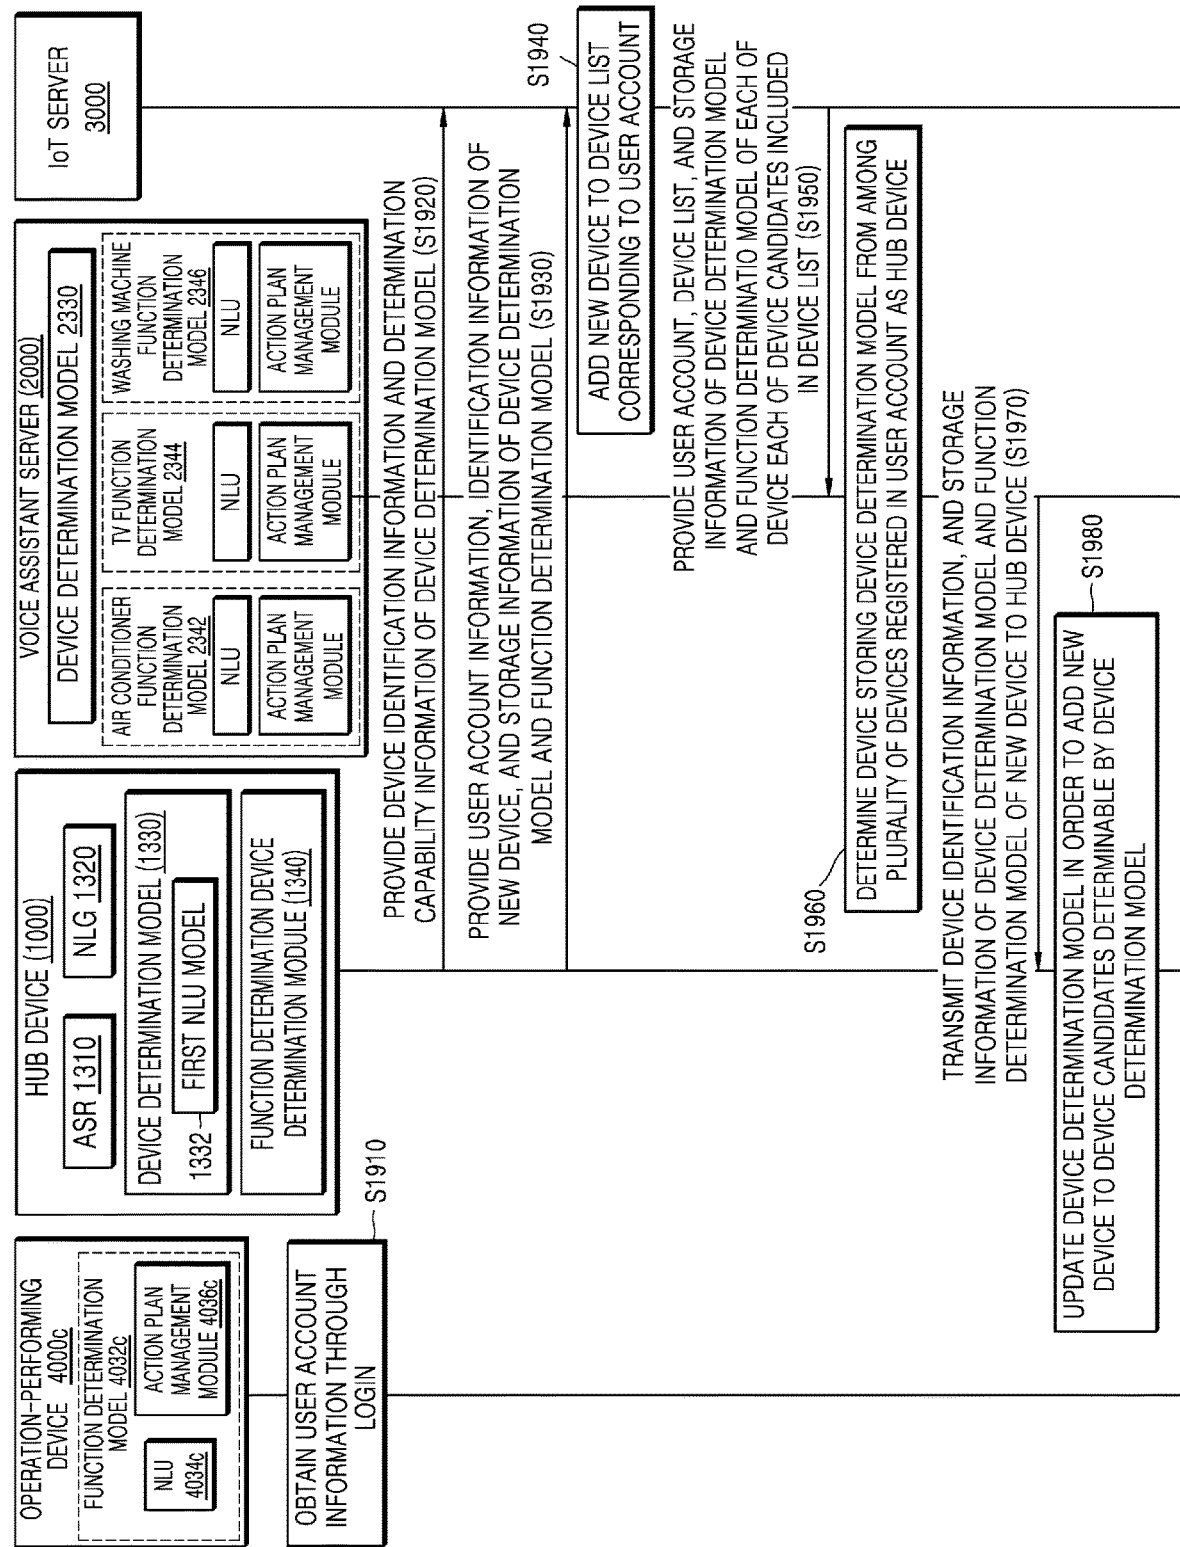 OPERATION-PERFORMING
DEVICE 4000c
FUNCTION DETERMINATION
MODEL 4032c
NLU
4034c
ACTION PLAN
MANAGEMENT
MODULE 4036c
HUB DEVICE (1000)
ASR 1310
NLG 1320
DEVICE DETERMINATION MODEL (1330)
1332
FIRST NLU MODEL
FUNCTION DETERMINATION DEVICE
DETERMINATION MODULE (1340)
VOICE ASSISTANT SERVER (2000)
DEVICE DETERMINATION MODEL 2330
AIR CONDITIONER
FUNCTION
DETERMINATION
MODEL 2342
NLU
ACTION PLAN
MANAGEMENT
MODULE
TV FUNCTION
DETERMINATION
MODEL 2344
NLU
ACTION PLAN
MANAGEMENT
MODULE
WASHING MACHINE
FUNCTION
DETERMINATION
MODEL 2346
NLU
ACTION PLAN
MANAGEMENT
MODULE
IoT SERVER
3000
OBTAIN USER ACCOUNT
INFORMATION THROUGH
LOGIN
S1910
PROVIDE DEVICE IDENTIFICATION INFORMATION AND DETERMINATION
CAPABILITY INFORMATION OF DEVICE DETERMINATION MODEL (S1920)
PROVIDE USER ACCOUNT INFORMATION, IDENTIFICATION INFORMATION OF
NEW DEVICE, AND STORAGE INFORMATION OF DEVICE DETERMINATION
MODEL AND FUNCTION DETERMINATION MODEL (S1930)
S1940
ADD NEW DEVICE TO DEVICE LIST
CORRESPONDING TO USER ACCOUNT
PROVIDE USER ACCOUNT, DEVICE LIST, AND STORAGE
INFORMATION OF DEVICE DETERMINATION MODEL
AND FUNCTION DETERMINATIO MODEL OF EACH OF
DEVICE EACH OF DEVICE CANDIDATES INCLUDED
IN DEVICE LIST (S1950)
S1960
DETERMINE DEVICE STORING DEVICE DETERMINATION MODEL FROM AMONG
PLURALITY OF DEVICES REGISTERED IN USER ACCOUNT AS HUB DEVICE
TRANSMIT DEVICE IDENTIFICATION INFORMATION, AND STORAGE
INFORMATION OF DEVICE DETERMINATION MODEL AND FUNCTION
DETERMINATION MODEL OF NEW DEVICE TO HUB DEVICE (S1970)
S1980
UPDATE DEVICE DETERMINATION MODEL IN ORDER TO ADD NEW
DEVICE TO DEVICE CANDIDATES DETERMINABLE BY DEVICE
DETERMINATION MODEL